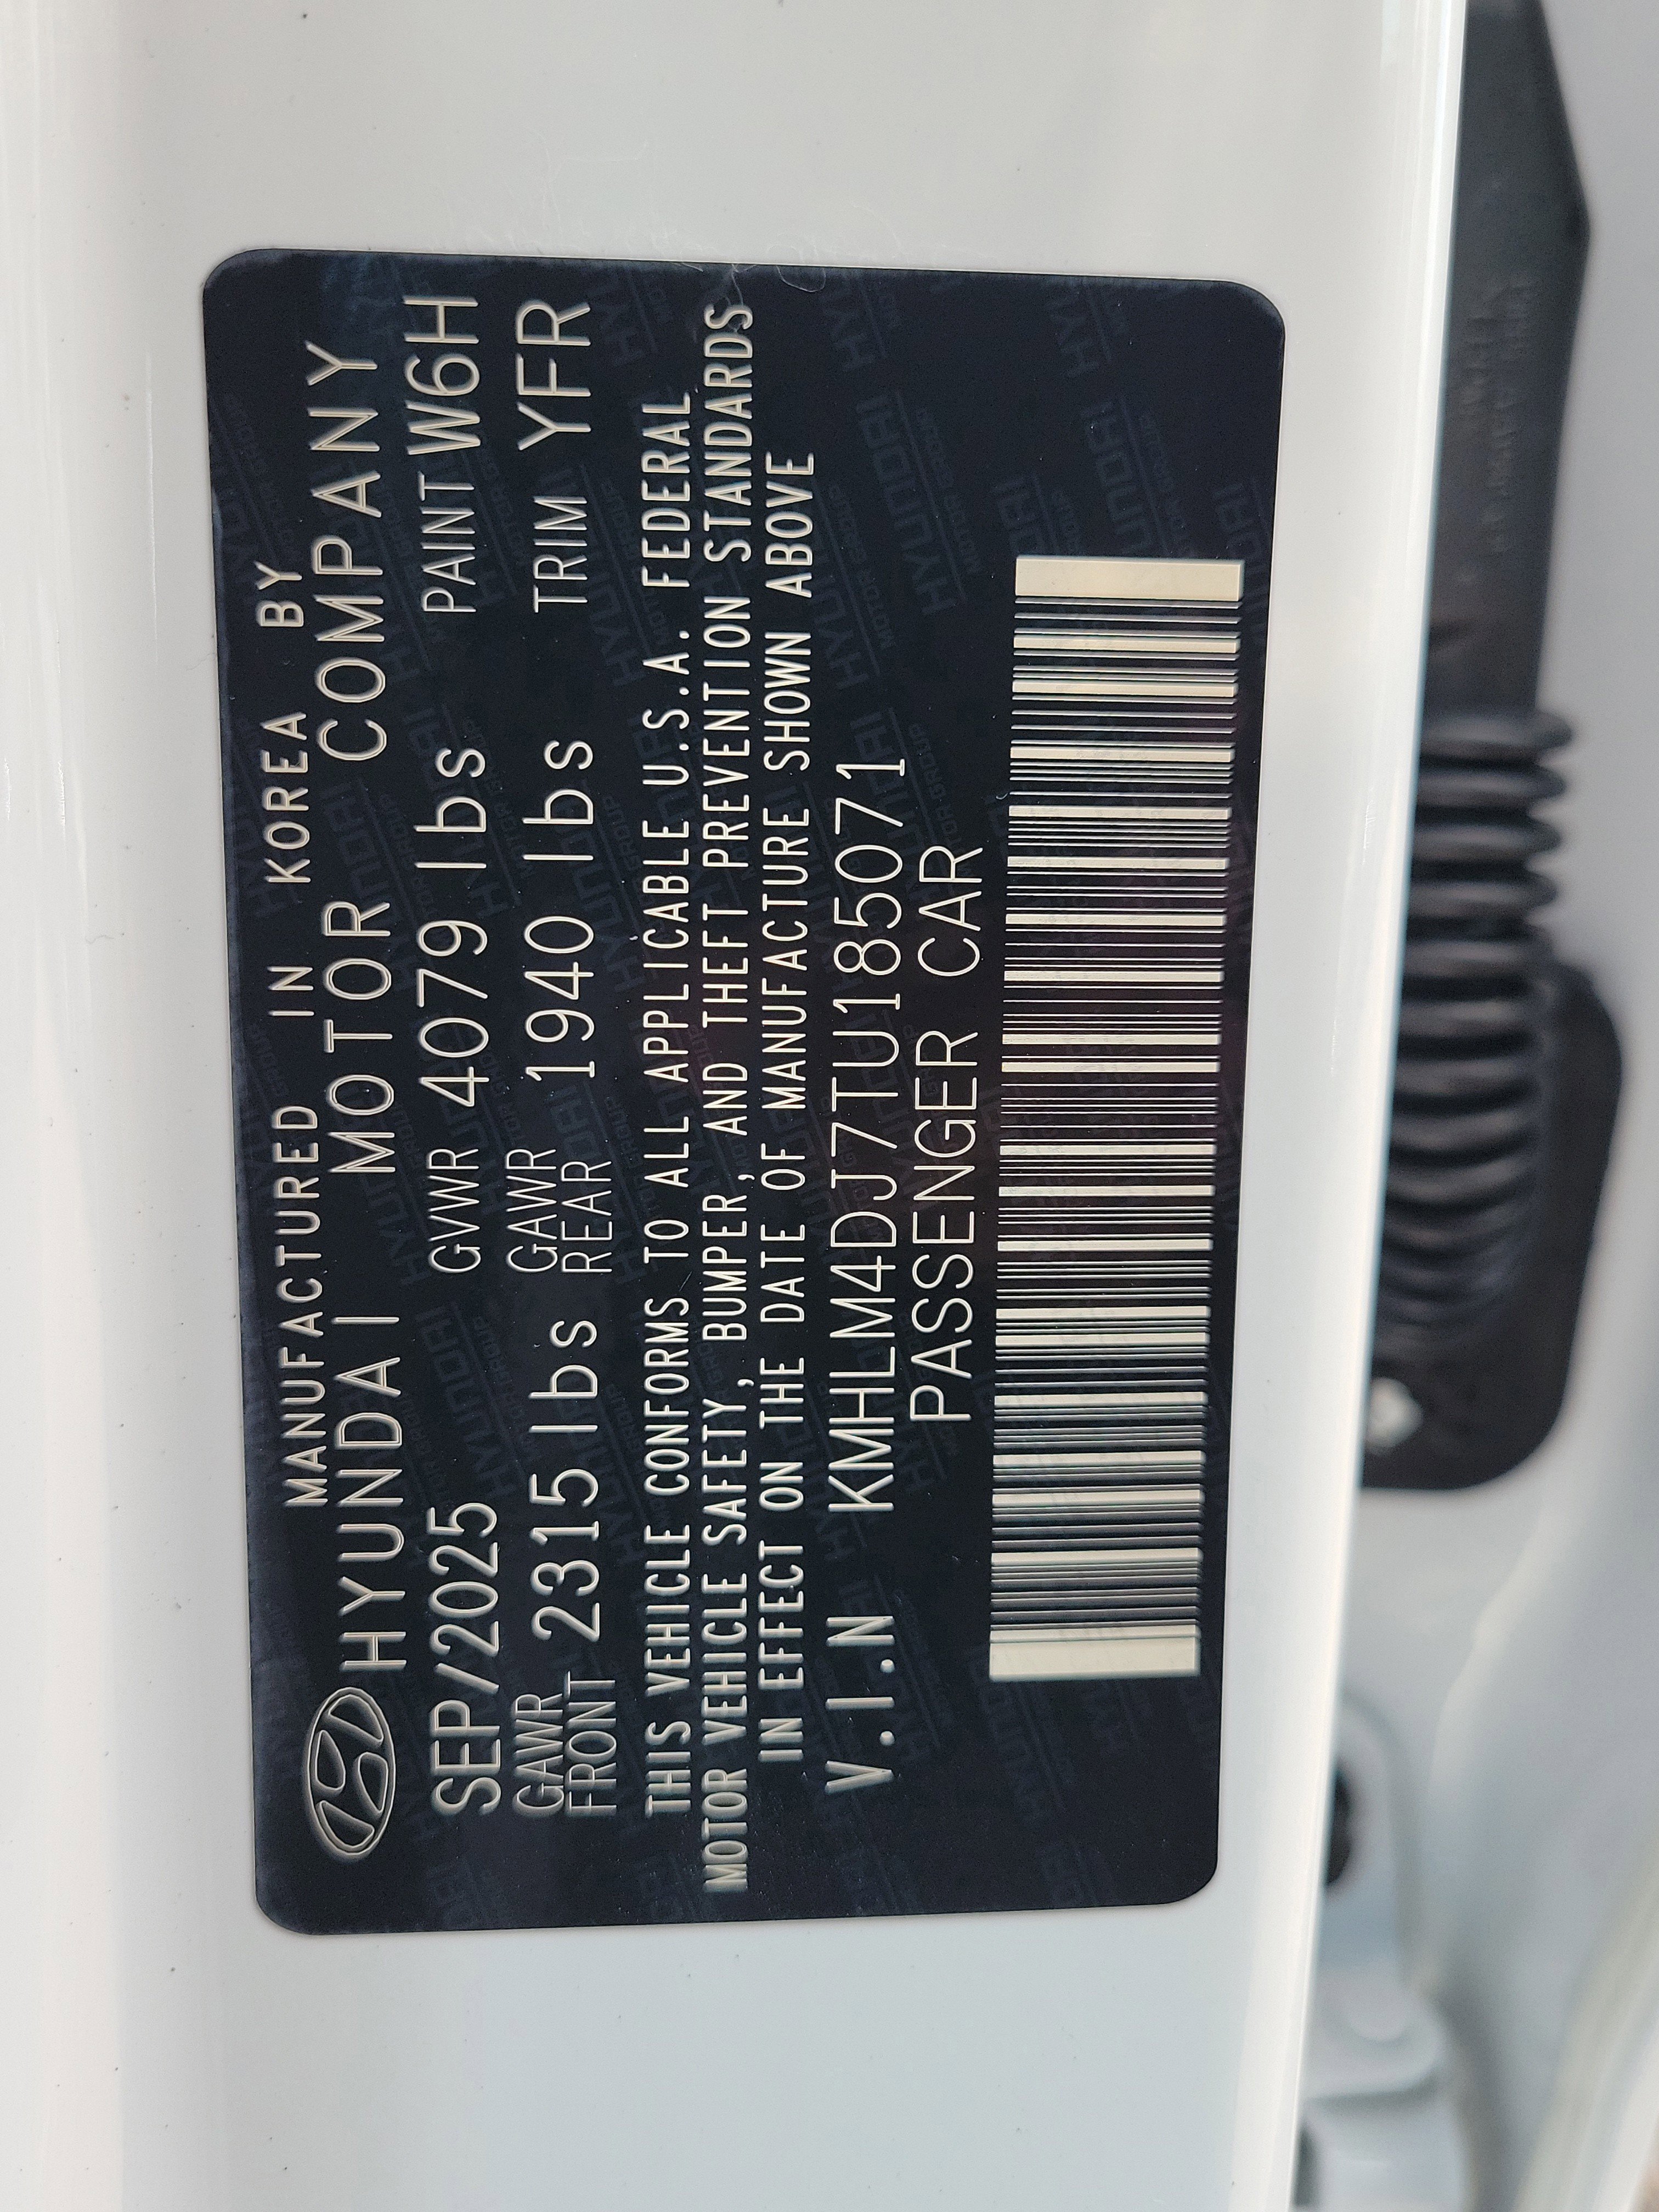 MANUFACTURED IN KOREA BY
HYUNDAI MOTOR COMPANY
SEP/2025 GVWR 4079 lbs PAINT W6H
GAWR FRONT 2315 lbs GAWR REAR 1940 lbs TRIM YFR
THIS VEHICLE CONFORMS TO ALL APPLICABLE U.S.A. FEDERAL
MOTOR VEHICLE SAFETY, BUMPER, AND THEFT PREVENTION STANDARDS
IN EFFECT ON THE DATE OF MANUFACTURE SHOWN ABOVE
V.I.N KMHLM4DJ7TU185071
PASSENGER CAR